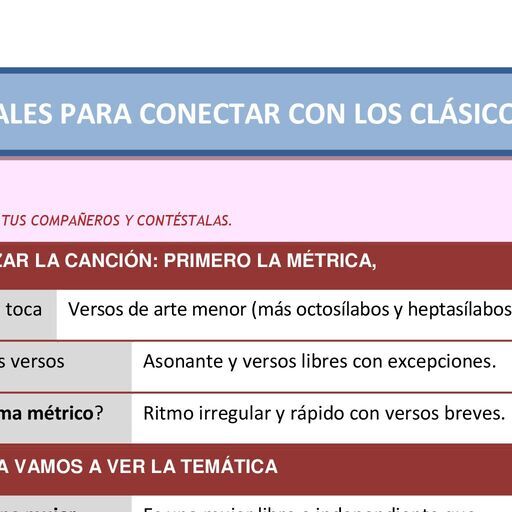 ALES PARA CONECTAR CON LOS CLÁSICO
TUS COMPAÑEROS Y CONTÉSTALAS.
ZAR LA CANCIÓN: PRIMERO LA MÉTRICA,
toca Versos de arte menor (más octosílabos y heptasílabos
s versos Asonante y versos libres con excepciones.
ma métrico? Ritmo irregular y rápido con versos breves.
A VAMOS A VER LA TEMÁTICA